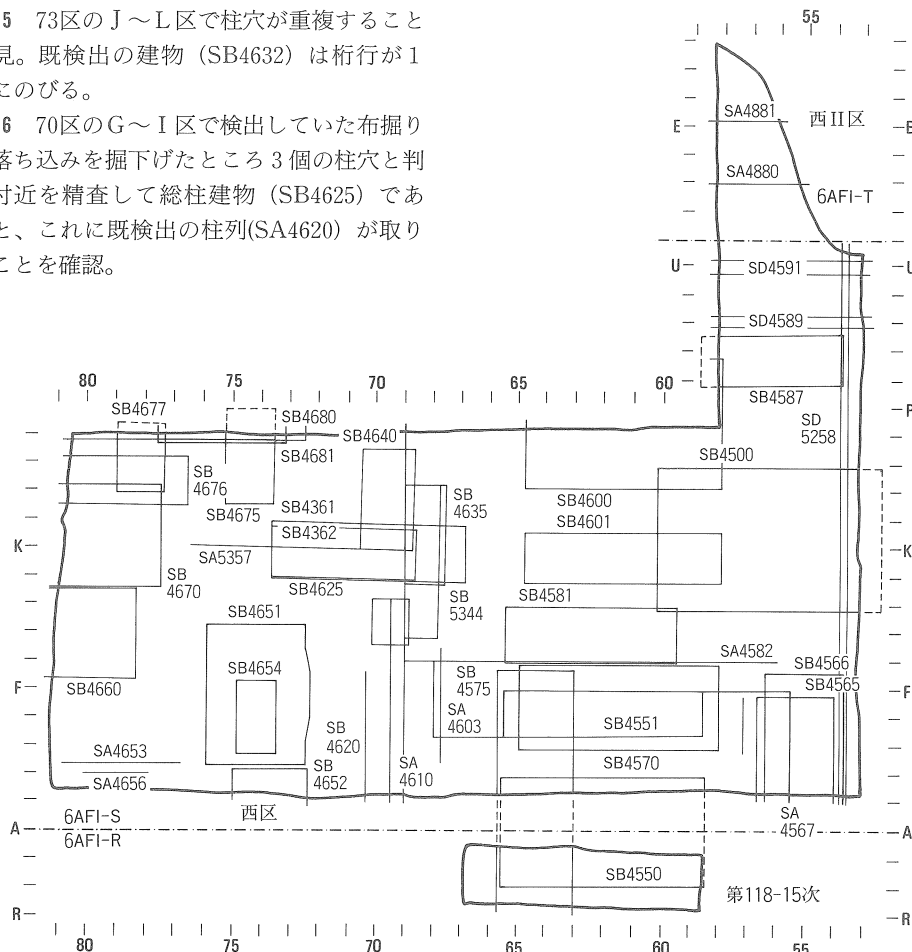 5 73区のJ～L区で柱穴が重複すること
見。既検出の建物（SB4632）は桁行が1
にのびる。
6 70区のG～I区で検出していた布掘り
落ち込みを掘下げたところ3個の柱穴と判
付近を精査して総柱建物（SB4625）であ
と、これに既検出の柱列(SA4620）が取り
ことを確認。
55
SA4881
西II区
E
E
SA4880
6AFI-T
U
SD4591
U
SD4589
80
75
70
65
60
SB4587
P
SB4677
SB4680
SB4640
SD
5258
SB4681
SB4500
SB
4676
SB
4635
SB4675
SB4361
SB4600
SB4362
SB4601
K
SA5357
K
SB
4670
SB4625
SB
5344
SB4581
SB4651
SA4582
SB4654
SB
4575
SB4566
SB4565
F
SB4660
F
SA
4603
SB4551
SB
4620
SA4653
SB
4652
SA
4610
SB4570
SA4656
6AFI-S
西区
SA
4567
A
A
6AFI-R
SB4550
第118-15次
R
R
80
75
70
65
60
55